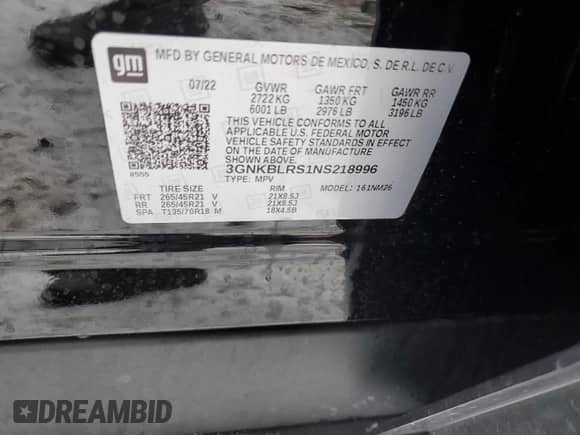 gm
MFD BY GENERAL MOTORS DE MEXICO, S. DE R.L. DE C.V.
07/22 GVWR GAWR FRT GAWR RR
2722 KG 1350 KG 1450 KG
6001 LB 2976 LB 3196 LB
THIS VEHICLE CONFORMS TO ALL
APPLICABLE U.S. FEDERAL MOTOR
VEHICLE SAFETY STANDARDS IN EFFECT
ON THE DATE OF MANUFACTURE SHOWN ABOVE.
3GNKBLRS1NS218996
TYPE: MPV MODEL: 161NM26
TIRE SIZE RIM
FRT 265/45R21 V 21X8.5J
RR 265/45R21 V 21X8.5J
SPA T135/70R18 M 18X4.5B
DREAMBID